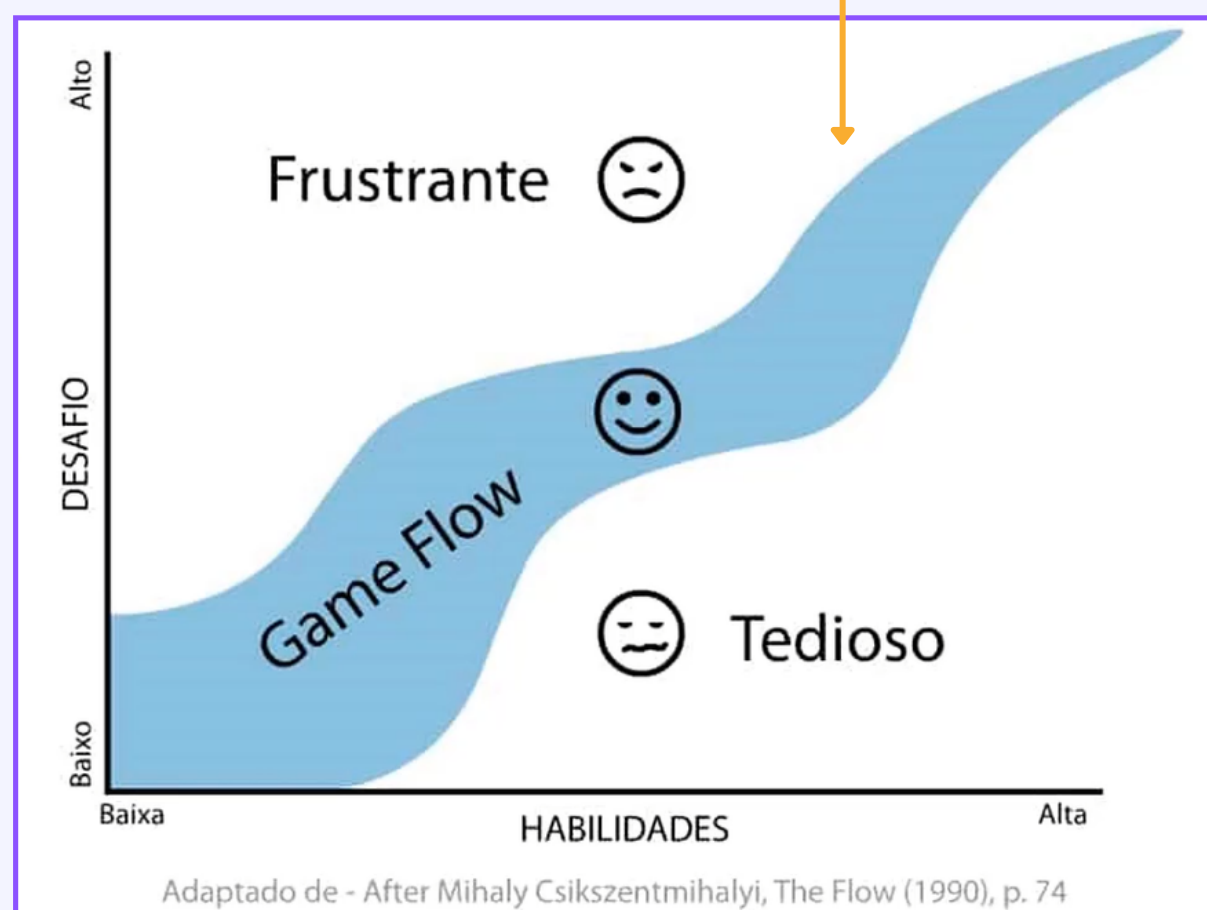 Alto
Frustrante
DESAFIO
Game Flow
Tedioso
Baixo
Baixa
HABILIDADES
Alta
Adaptado de - After Mihaly Csikszentmihalyi, The Flow (1990), p. 74